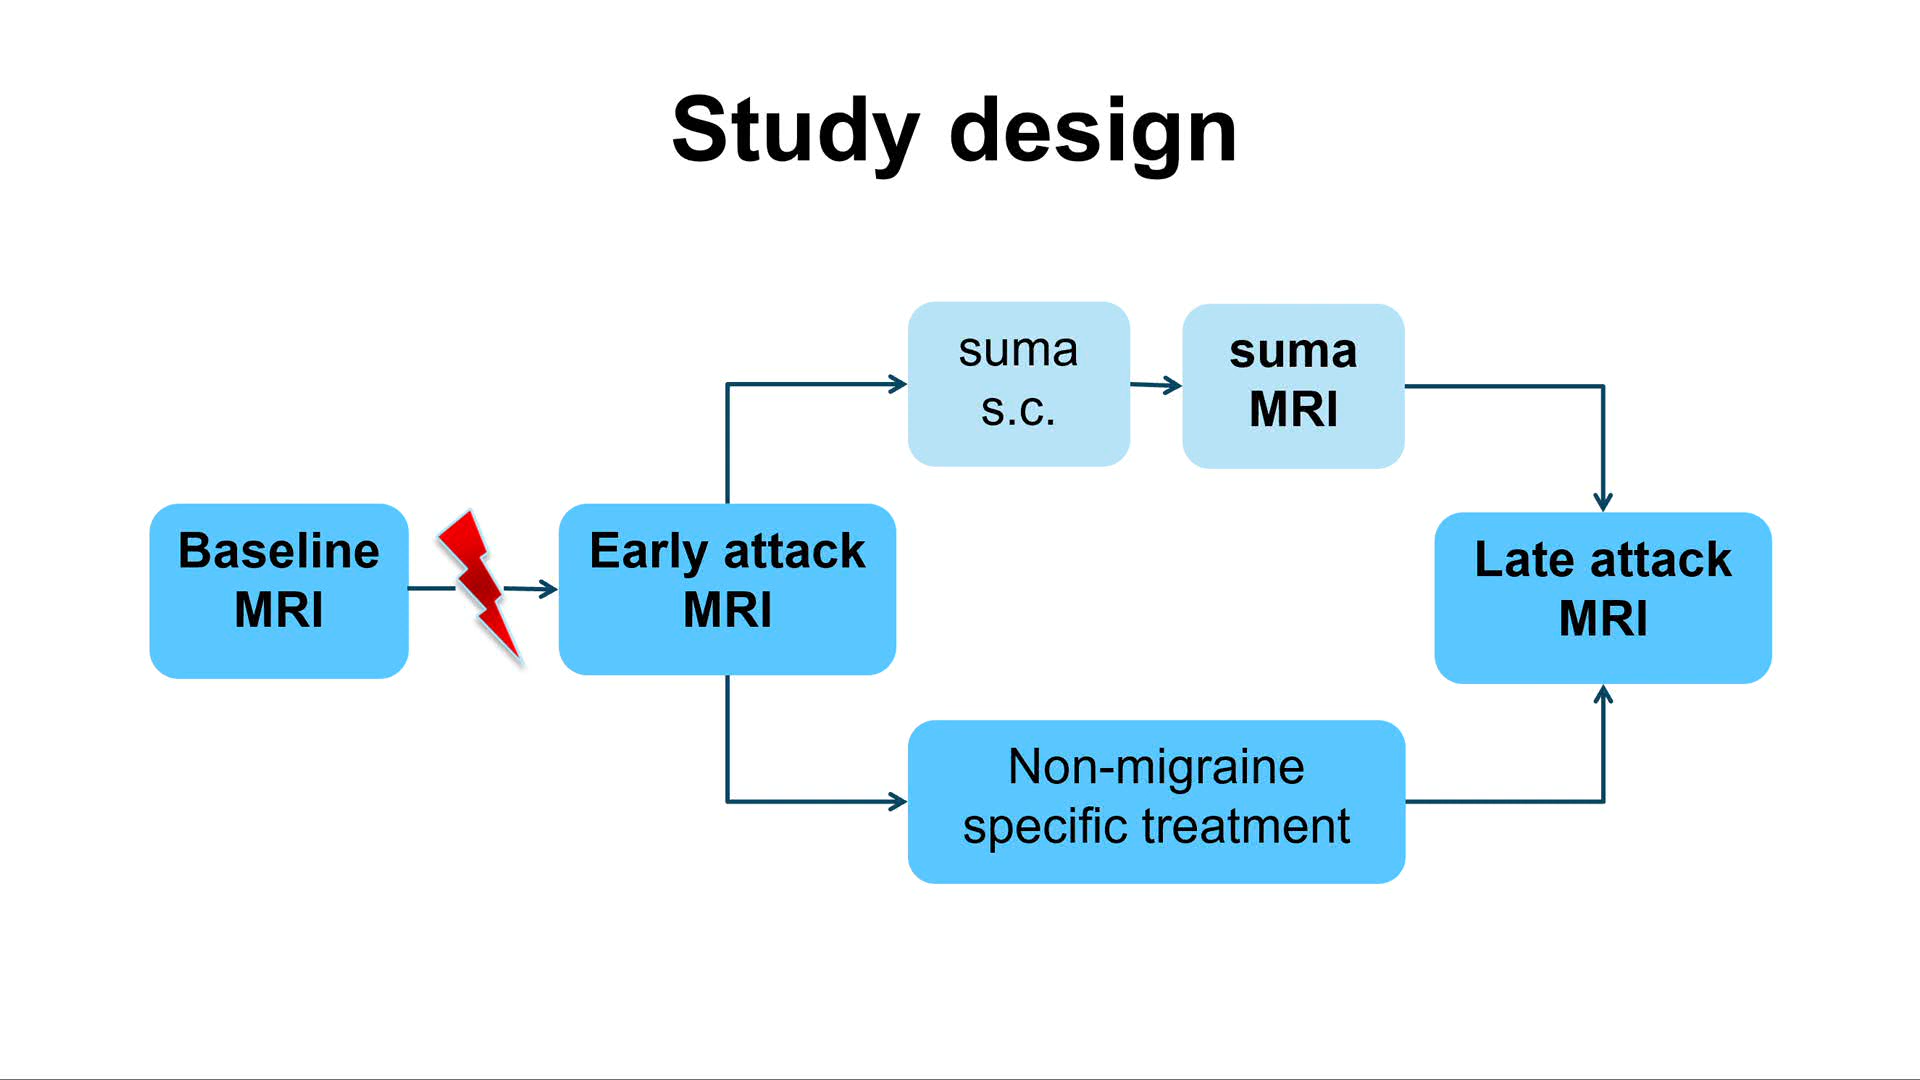 Study design
suma
s.c.
suma
MRI
Baseline
MRI
Early attack
MRI
Late attack
MRI
Non-migraine
specific treatment